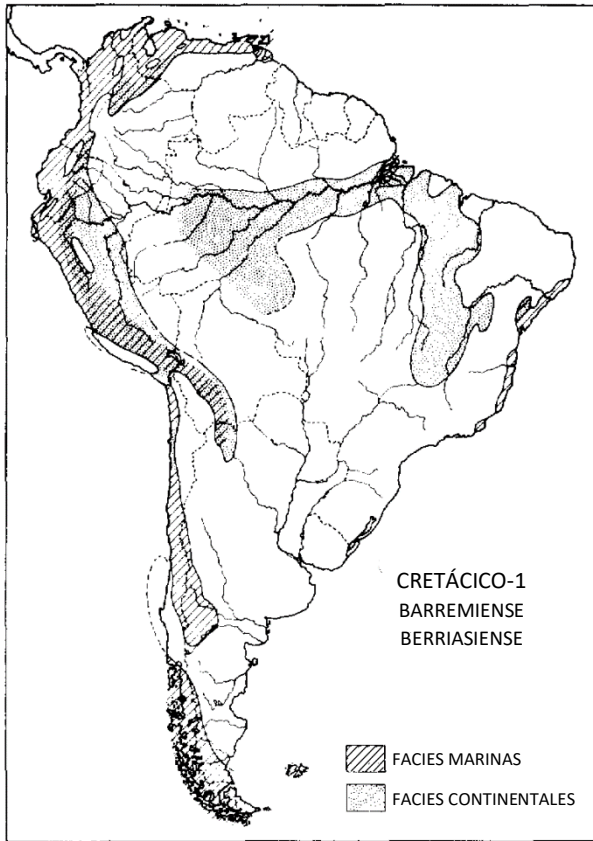 CRETÁCICO-1
BARREMIENSE
BERRIASIENSE
FACIES MARINAS
FACIES CONTINENTALES